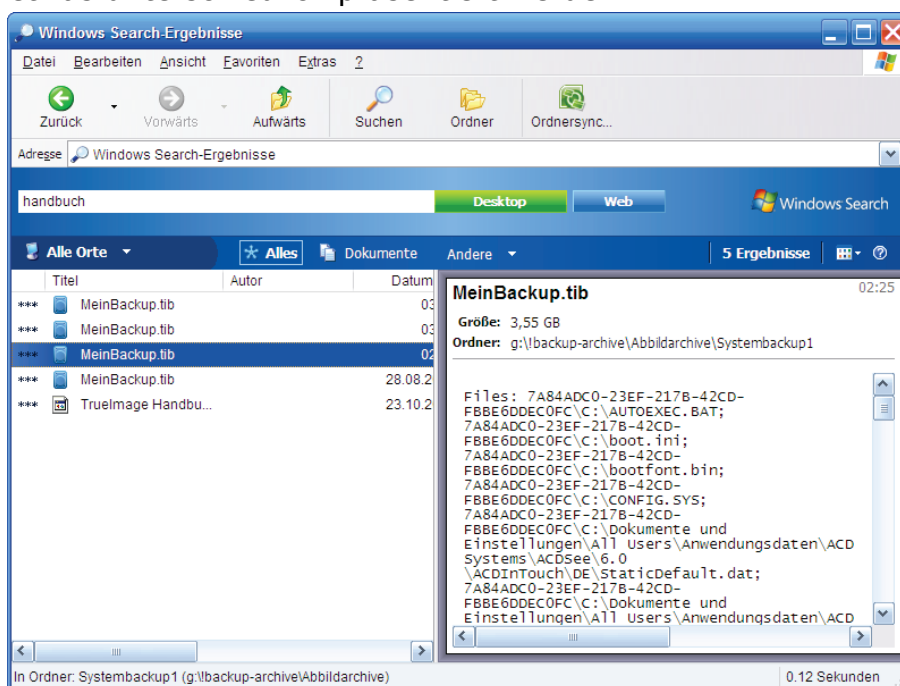 Windows Search-Ergebnisse
Datei Bearbeiten Ansicht Favoriten Extras ?
Zurück Vorwärts Aufwärts Suchen Ordner Ordnersync...
Adresse Windows Search-Ergebnisse
handbuch Desktop Web Windows Search
Alle Orte Alles Dokumente Andere 5 Ergebnisse
Titel Autor Datum
*** MeinBackup.tib 03
*** MeinBackup.tib 03
*** MeinBackup.tib 02
*** MeinBackup.tib 28.08.2
*** TrueImage Handbu... 23.10.2
MeinBackup.tib 02:25
Größe: 3,55 GB
Ordner: g:\!backup-archive\Abbildarchive\Systembackup1
Files: 7A84ADC0-23EF-217B-42CD-
FBBE6DDEC0FC\C:\AUTOEXEC.BAT;
7A84ADC0-23EF-217B-42CD-
FBBE6DDEC0FC\C:\boot.ini;
7A84ADC0-23EF-217B-42CD-
FBBE6DDEC0FC\C:\bootfont.bin;
7A84ADC0-23EF-217B-42CD-
FBBE6DDEC0FC\C:\CONFIG.SYS;
7A84ADC0-23EF-217B-42CD-
FBBE6DDEC0FC\C:\Dokumente und
Einstellungen\All Users\Anwendungsdaten\ACD
Systems\ACDSee\6.0
\ACDInTouch\DE\StaticDefault.dat;
7A84ADC0-23EF-217B-42CD-
FBBE6DDEC0FC\C:\Dokumente und
Einstellungen\All Users\Anwendungsdaten\ACD
In Ordner: Systembackup1 (g:\!backup-archive\Abbildarchive) 0.12 Sekunden